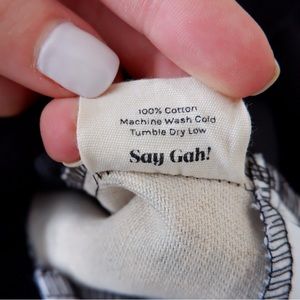 100% Cotton
Machine Wash Cold
Tumble Dry Low
Say Gah!